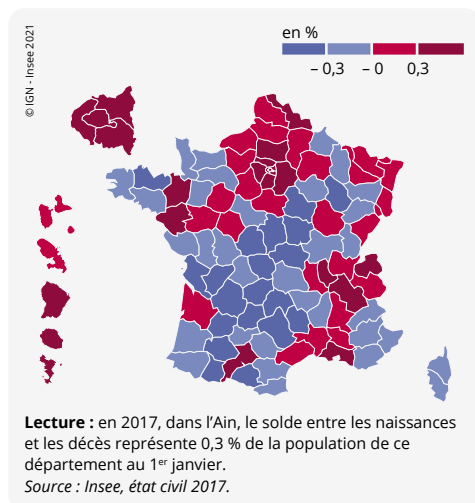 en %
– 0,3 – 0 0,3
© IGN - Insee 2021
Lecture : en 2017, dans l’Ain, le solde entre les naissances
et les décès représente 0,3 % de la population de ce
département au 1er janvier.
Source : Insee, état civil 2017.